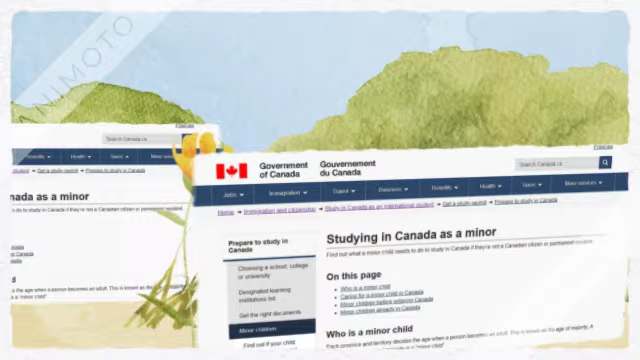 ANIMOTO
Français
Search Canada.ca
Benefits Health Taxes More services
student → Get a study permit → Prepare to study in Canada
nada as a minor
Canada
Français
Government of Canada
Gouvernement du Canada
Search Canada.ca
Jobs Immigration Travel Business Benefits Health Taxes More services
Home → Immigration and citizenship → Study in Canada as an international student → Get a study permit → Prepare to study in Canada
Prepare to study in Canada
Choosing a school, college or university
Designated learning institutions list
Get the right documents
Minor children
Find out if your child
Studying in Canada as a minor
Find out what a minor child needs to do to study in Canada if they're not a Canadian citizen or permanent resident.
On this page
Who is a minor child
Caring for a minor child in Canada
Minor children entering Canada
Minor children already in Canada
Who is a minor child
Each province and territory decides the age when a person becomes an adult. This is known as the age of majority. A